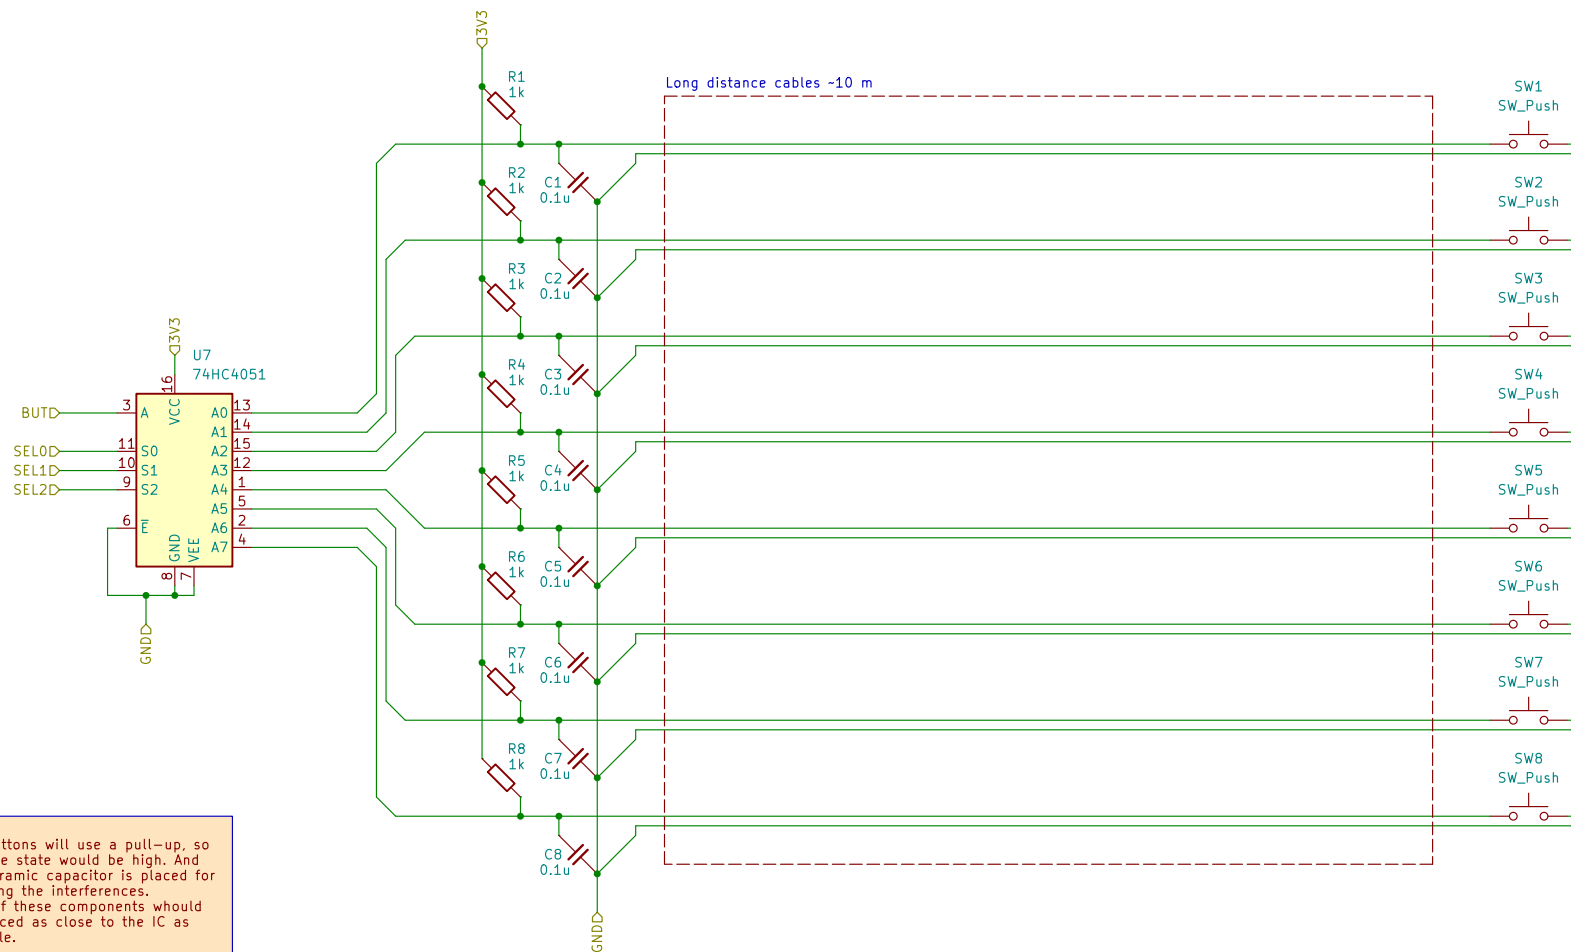 3V3
Long distance cables ~10 m
R1
1k
SW1
SW_Push
R2
1k
C1
0.1u
SW2
SW_Push
R3
1k
C2
0.1u
SW3
SW_Push
R4
1k
C3
0.1u
SW4
SW_Push
R5
1k
C4
0.1u
SW5
SW_Push
R6
1k
C5
0.1u
SW6
SW_Push
R7
1k
C6
0.1u
SW7
SW_Push
R8
1k
C7
0.1u
SW8
SW_Push
C8
0.1u
GND
3V3
U7
74HC4051
16
VCC
BUT 3 A
SEL0 11 S0
SEL1 10 S1
SEL2 9 S2
6 E
A0 13
A1 14
A2 15
A3 12
A4 1
A5 5
A6 2
A7 4
GND
VEE
8
7
GND
ttons will use a pull-up, so
e state would be high. And
ramic capacitor is placed for
ng the interferences.
f these components whould
ced as close to the IC as
le.